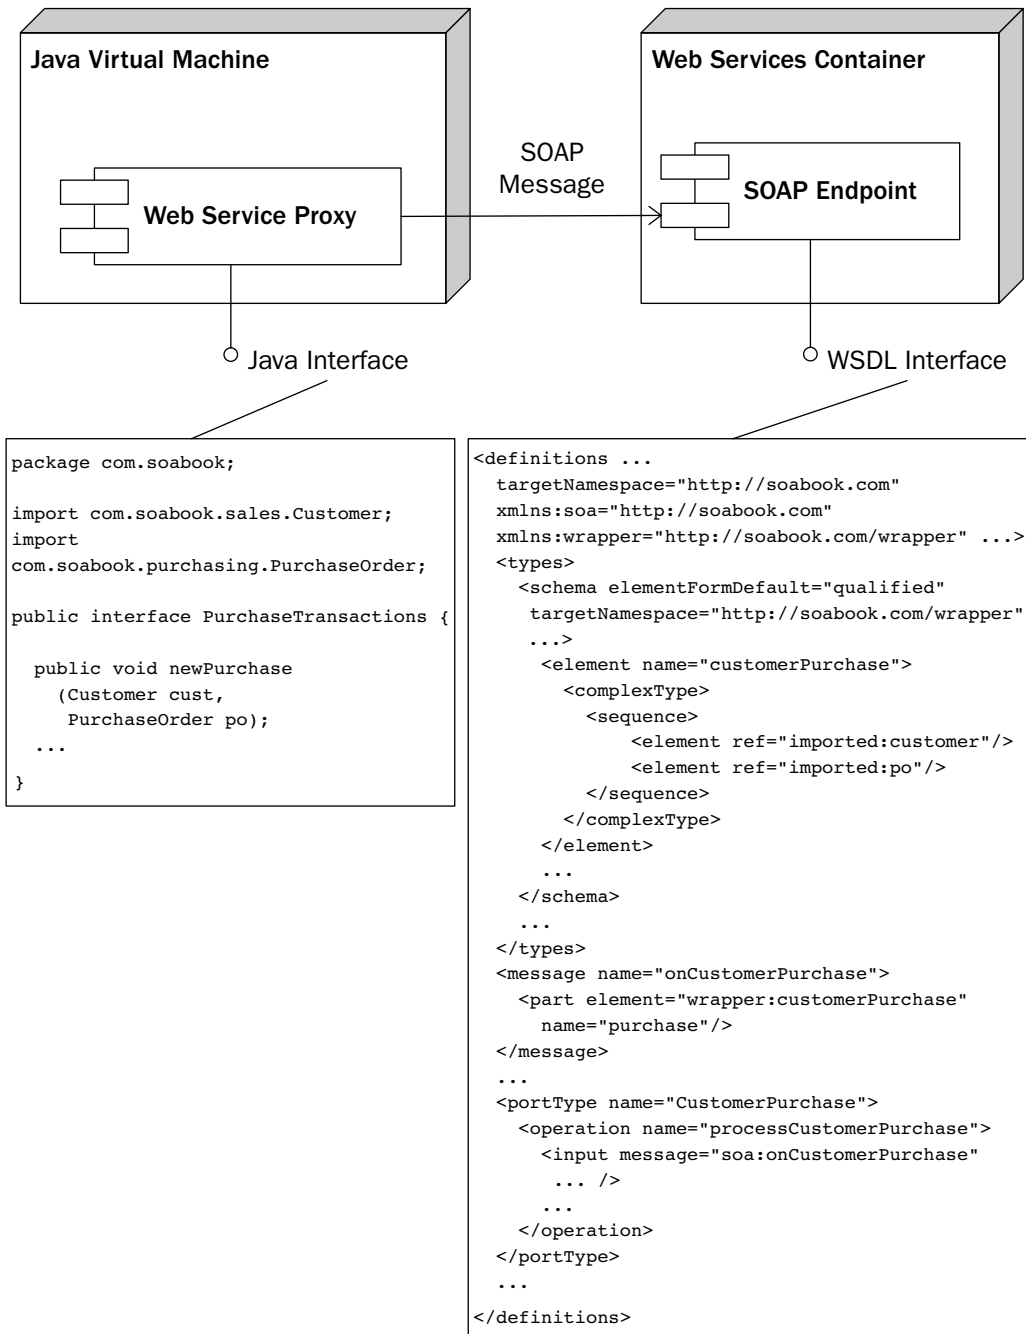 Java Virtual Machine
Web Service Proxy
SOAP
Message
Web Services Container
SOAP Endpoint
Java Interface
WSDL Interface
package com.soabook;
import com.soabook.sales.Customer;
import
com.soabook.purchasing.PurchaseOrder;
public interface PurchaseTransactions {
public void newPurchase
(Customer cust,
PurchaseOrder po);
...
}
<definitions ...
targetNamespace="http://soabook.com"
xmlns:soa="http://soabook.com"
xmlns:wrapper="http://soabook.com/wrapper" ...>
<types>
<schema elementFormDefault="qualified"
targetNamespace="http://soabook.com/wrapper"
...>
<element name="customerPurchase">
<complexType>
<sequence>
<element ref="imported:customer"/>
<element ref="imported:po"/>
</sequence>
</complexType>
</element>
...
</schema>
...
</types>
<message name="onCustomerPurchase">
<part element="wrapper:customerPurchase"
name="purchase"/>
</message>
...
<portType name="CustomerPurchase">
<operation name="processCustomerPurchase">
<input message="soa:onCustomerPurchase"
... />
...
</operation>
</portType>
...
</definitions>